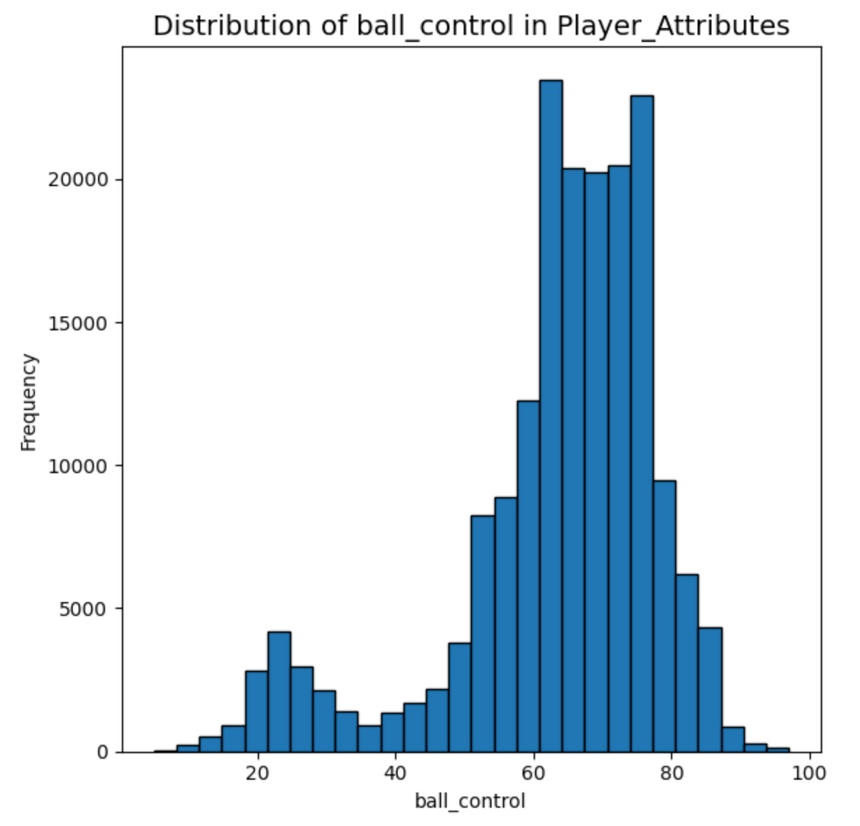 Distribution of ball_control in Player_Attributes
Frequency
20000
15000
10000
5000
0
20 40 60 80 100
ball_control